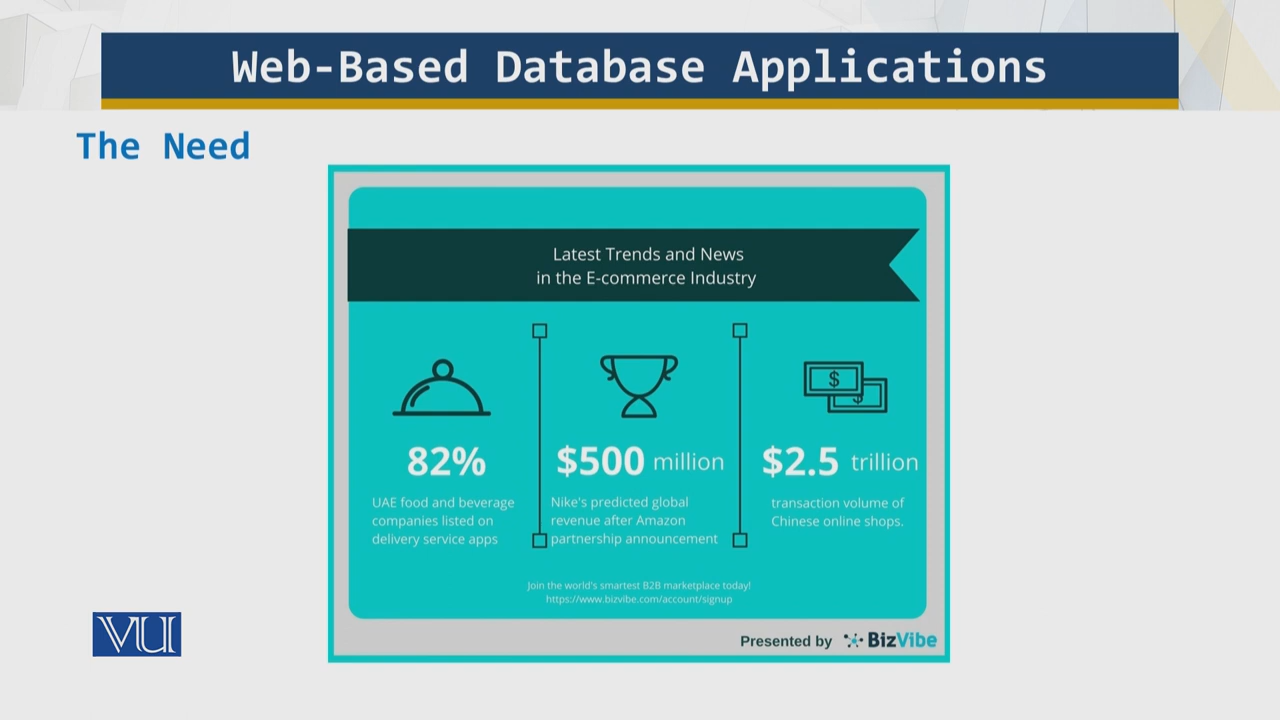 Web-Based Database Applications
The Need
Latest Trends and News
in the E-commerce Industry
$
$
82%
$500 million
$2.5 trillion
UAE food and beverage
companies listed on
delivery service apps
Nike's predicted global
revenue after Amazon
partnership announcement
transaction volume of
Chinese online shops.
Join the world's smartest B2B marketplace today!
https://www.bizvibe.com/account/signup
VU
Presented by BizVibe